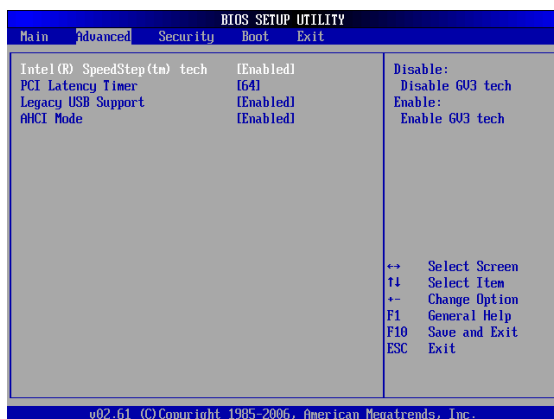 BIOS SETUP UTILITY
Main Advanced Security Boot Exit
Intel(R) SpeedStep(tm) tech [Enabled]
PCI Latency Timer [64]
Legacy USB Support [Enabled]
AHCI Mode [Enabled]
Disable:
Disable GV3 tech
Enable:
Enable GV3 tech
↔ Select Screen
↑↓ Select Item
+- Change Option
F1 General Help
F10 Save and Exit
ESC Exit
v02.61 (C)Copyright 1985-2006, American Megatrends, Inc.